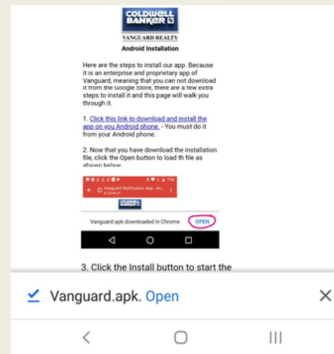 COLDWELL
BANKER
VANGUARD REALTY
Android Installation
Here are the steps to install our app. Because
it is an enterprise and proprietary app of
Vanguard, meaning that you can not download
it from the Google Store, there are a few extra
steps to install it and this page will walk you
through it.
1. Click this link to download and install the
app on you Android phone. - You must do it
from your Android phone.
2. Now that you have download the installation
file, click the Open button to load th file as
shown below.
Vanguard Notification App - An...
Vanguard.apk downloaded in Chrome OPEN
3. Click the Install button to start the
Vanguard.apk. Open